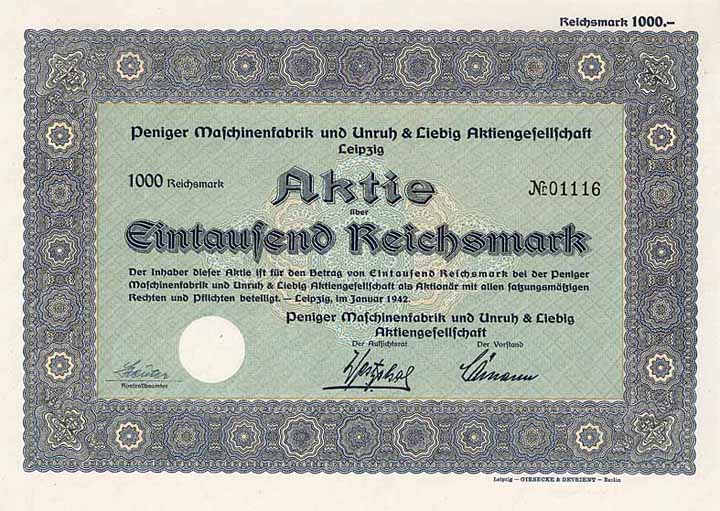 Reichsmark 1000.–
Peniger Maschinenfabrik und Unruh & Liebig Aktiengesellschaft
Leipzig
1000 Reichsmark Aktie № 01116
über
Eintausend Reichsmark
Der Inhaber dieser Aktie ist für den Betrag von Eintausend Reichsmark bei der Peniger
Maschinenfabrik und Unruh & Liebig Aktiengesellschaft als Aktionär mit allen satzungsmäßigen
Rechten und Pflichten beteiligt. – Leipzig, im Januar 1942.
Peniger Maschinenfabrik und Unruh & Liebig
Aktiengesellschaft
Der Aufsichtsrat Der Vorstand
Kontrollbeamter
Leipzig – GIESECKE & DEVRIENT – Berlin